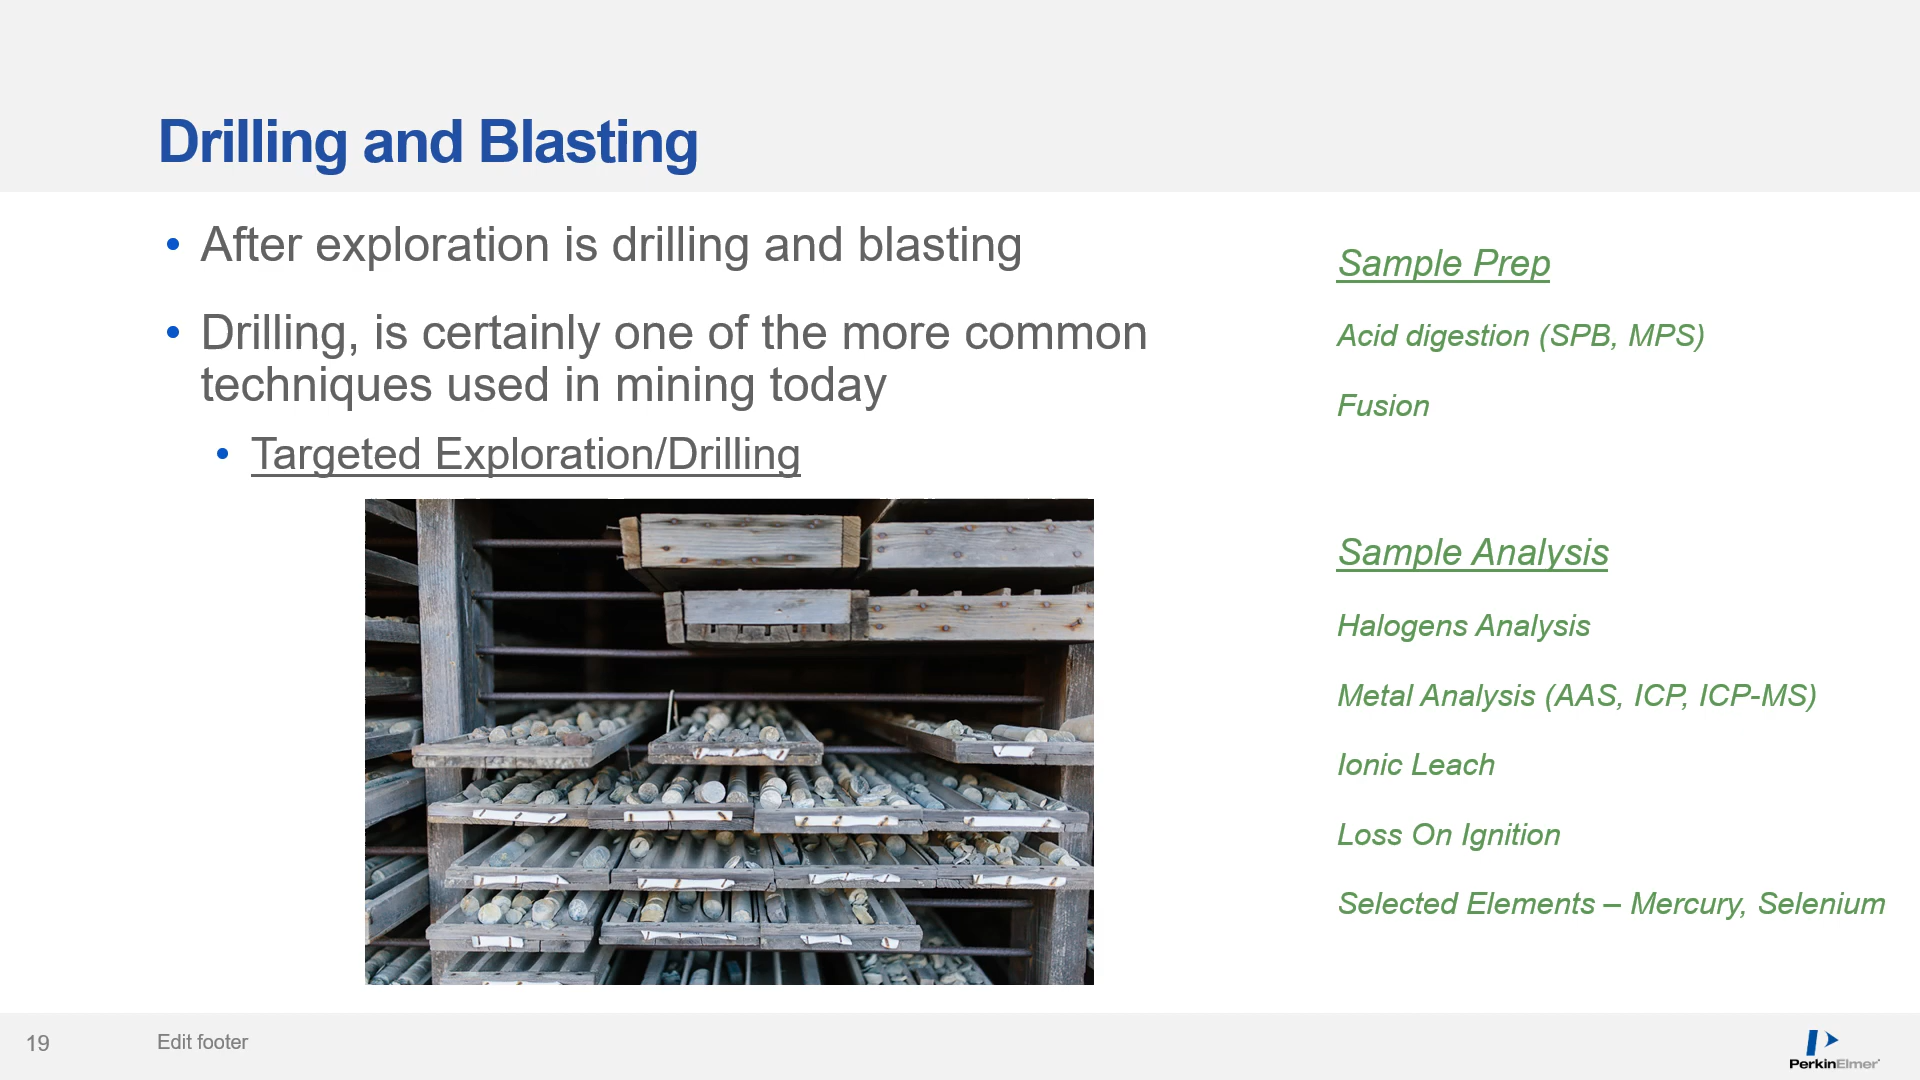 Drilling and Blasting
• After exploration is drilling and blasting
• Drilling, is certainly one of the more common
techniques used in mining today
• Targeted Exploration/Drilling
Sample Prep
Acid digestion (SPB, MPS)
Fusion
Sample Analysis
Halogens Analysis
Metal Analysis (AAS, ICP, ICP-MS)
Ionic Leach
Loss On Ignition
Selected Elements – Mercury, Selenium
19
Edit footer
PerkinElmer